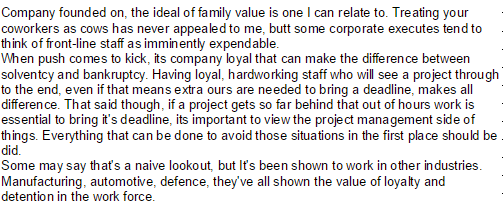 Company founded on, the ideal of family value is one I can relate to. Treating your
coworkers as cows has never appealed to me, butt some corporate executes tend to
think of front-line staff as imminently expendable.
When push comes to kick, its company loyal that can make the difference between
solventcy and bankruptcy. Having loyal, hardworking staff who will see a project through
to the end, even if that means extra ours are needed to bring a deadline, makes all
difference. That said though, if a project gets so far behind that out of hours work is
essential to bring it's deadline, its important to view the project management side of
things. Everything that can be done to avoid those situations in the first place should be
did.
Some may say that's a naive lookout, but It's been shown to work in other industries.
Manufacturing, automotive, defence, they've all shown the value of loyalty and
detention in the work force.